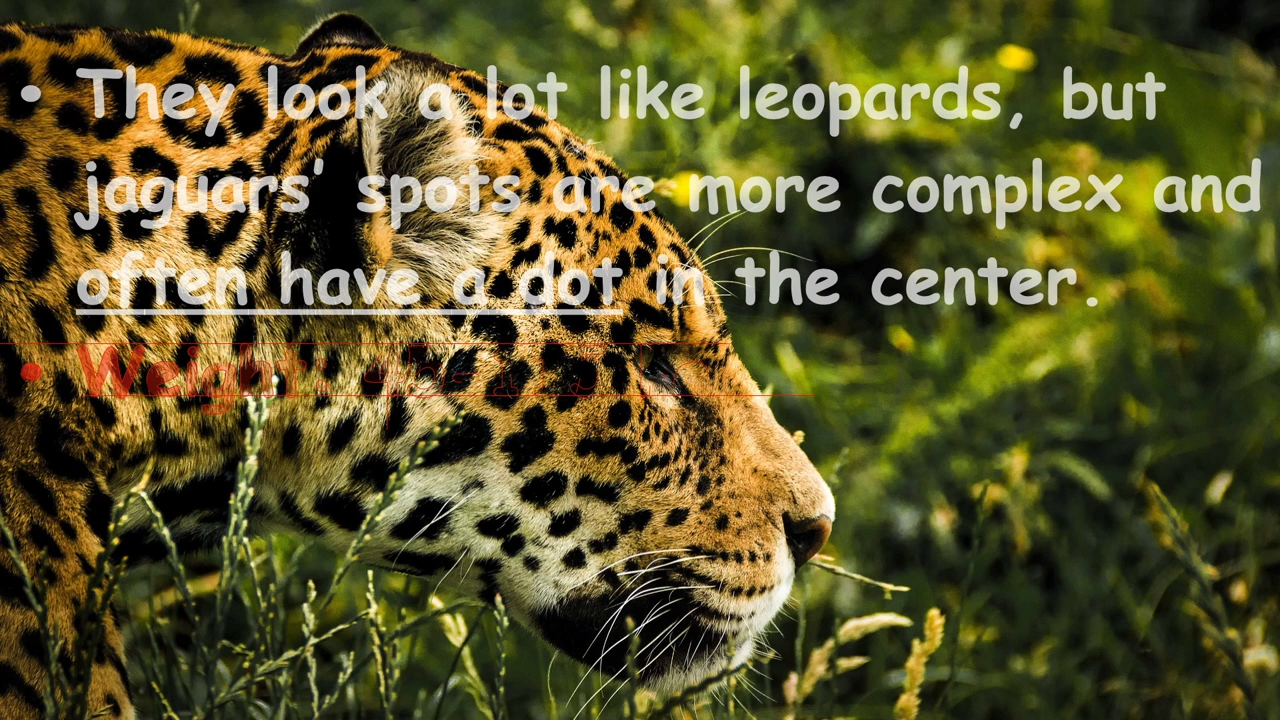 • They look a lot like leopards, but
jaguars' spots are more complex and
often have a dot in the center.
• Weight: